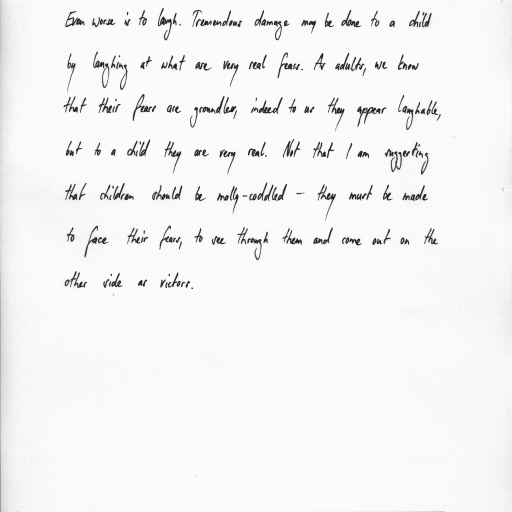 Even worse is to laugh. Tremendous damage may be done to a child
by laughing at what are very real fears. As adults, we know
that their fears are groundless, indeed to us they appear laughable,
but to a child they are very real. Not that I am suggesting
that children should be molly-coddled - they must be made
to face their fears, to see through them and come out on the
other side as victors.